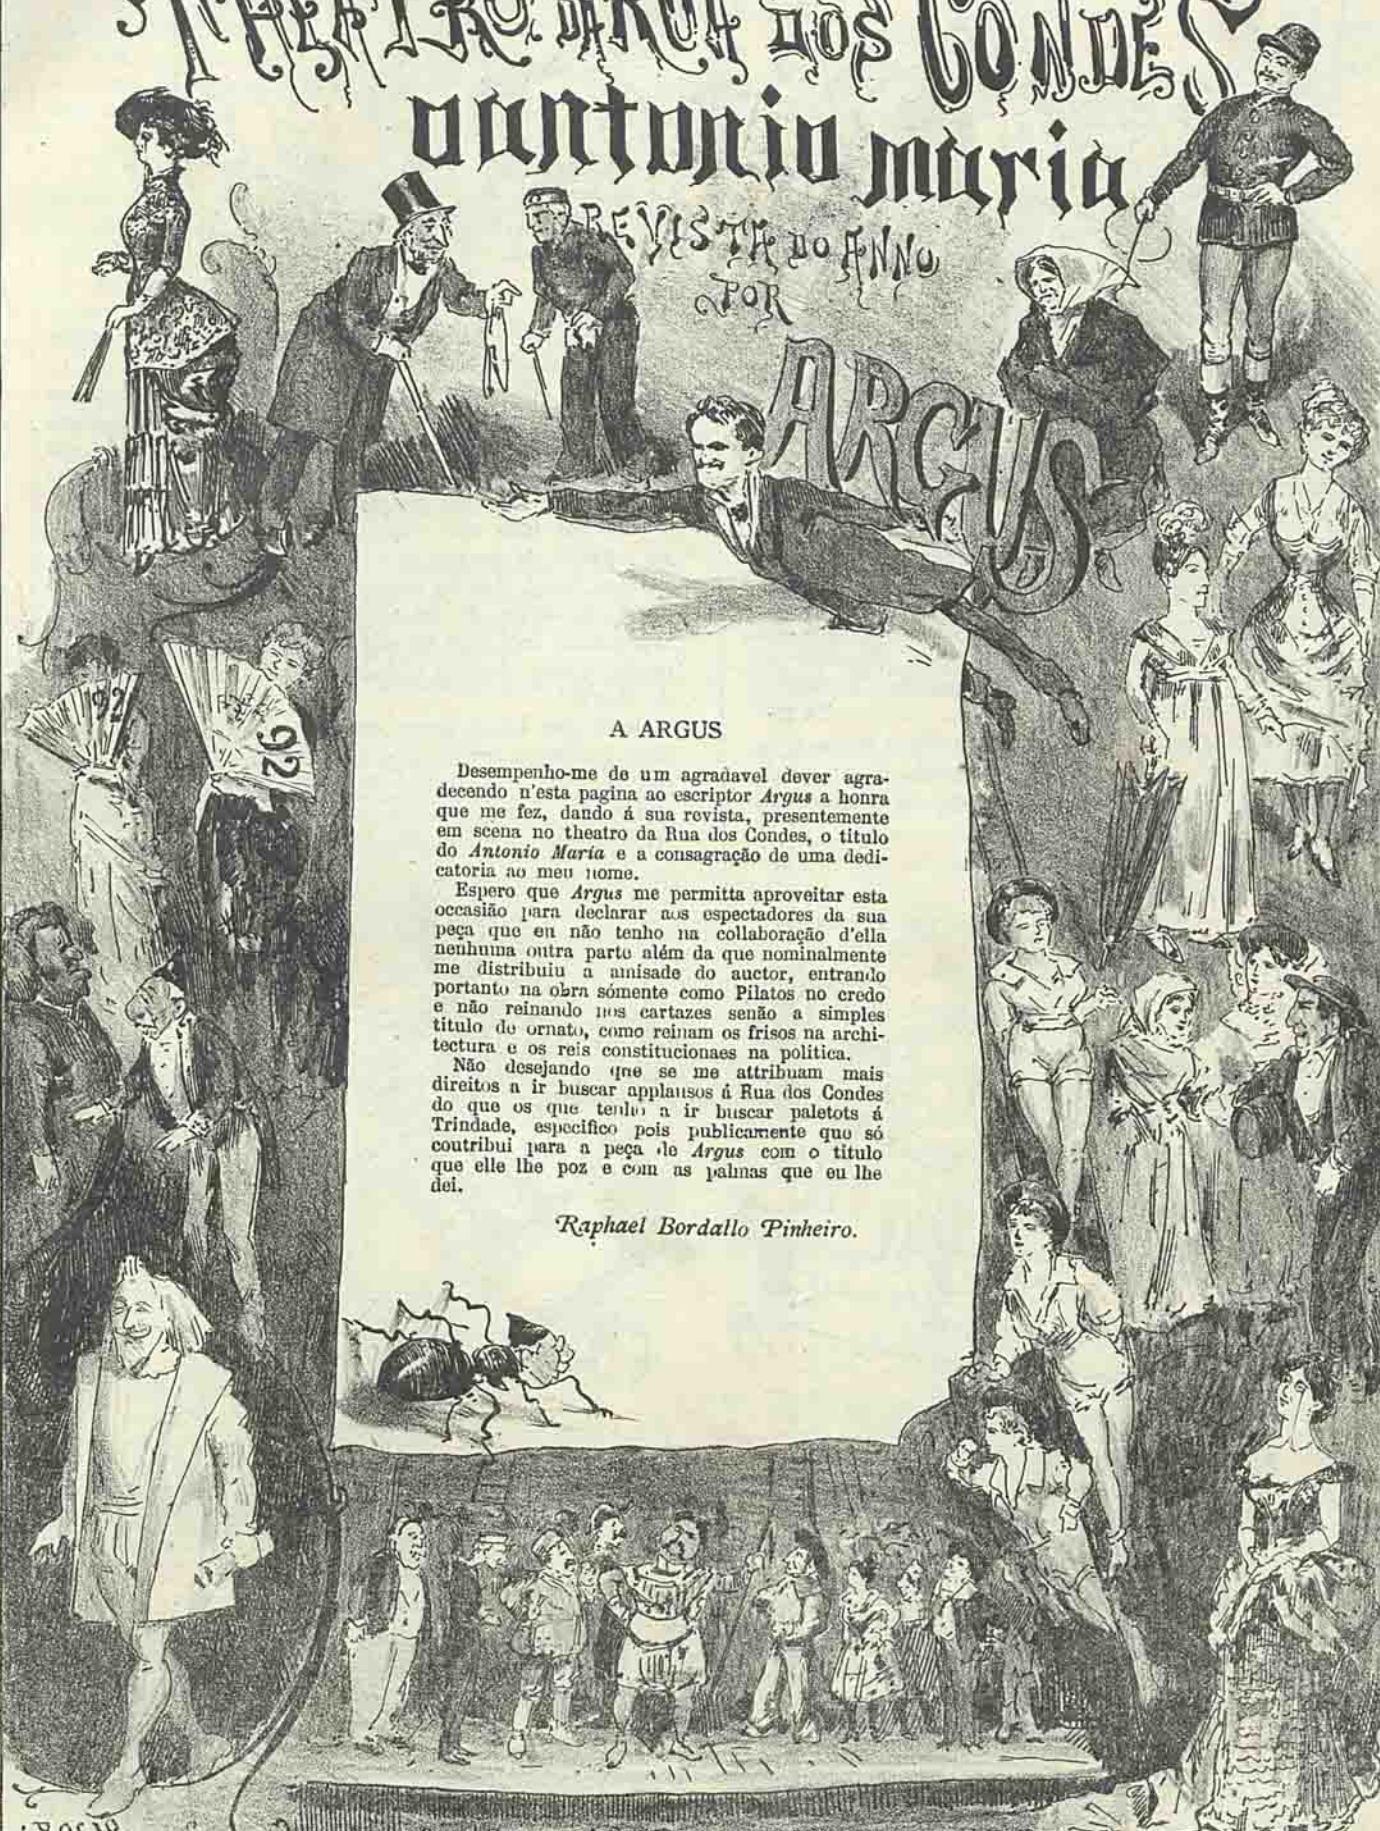 THEATRO DA RUA DOS CONDES
O ANTONIO MARIA
REVISTA DO ANNO
POR
ARGUS
92
92
A ARGUS
Desempenho-me de um agradavel dever agra-
decendo n'esta pagina ao escriptor Argus a honra
que me fez, dando á sua revista, presentemente
em scena no theatro da Rua dos Condes, o titulo
do Antonio Maria e a consagração de uma dedi-
catoria ao meu nome.
Espero que Argus me permitta aproveitar esta
occasião para declarar aos espectadores da sua
peça que eu não tenho na collaboração d'ella
nenhuma outra parte além da que nominalmente
me distribuiu a amisade do auctor, entrando
portanto na obra sómente como Pilatos no credo
e não reinando nos cartazes senão a simples
titulo de ornato, como reinam os frisos na archi-
tectura e os reis constitucionaes na politica.
Não desejando que se me attribuam mais
direitos a ir buscar applausos á Rua dos Condes
do que os que tenho a ir buscar paletots á
Trindade, especifico pois publicamente que só
contribui para a peça de Argus com o titulo
que elle lhe poz e com as palmas que eu lhe
dei.
Raphael Bordallo Pinheiro.